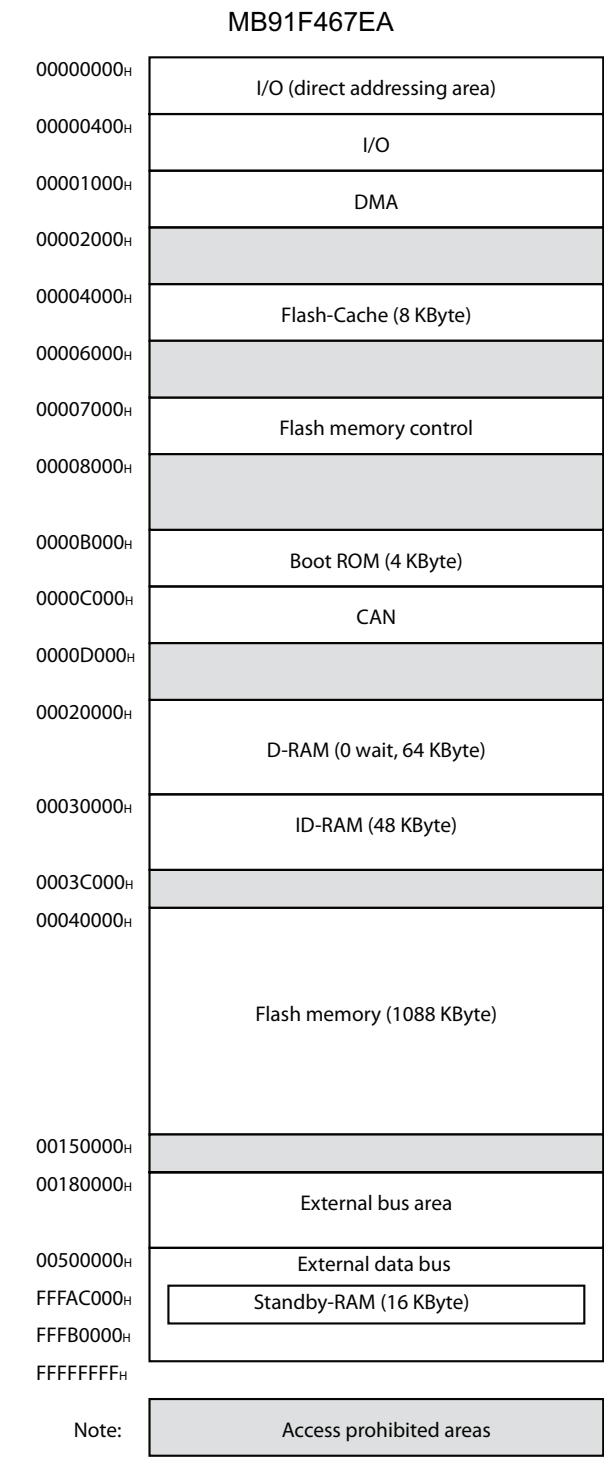 MB91F467EA
00000000H
I/O (direct addressing area)
00000400H
I/O
00001000H
DMA
00002000H
00004000H
Flash-Cache (8 KByte)
00006000H
00007000H
Flash memory control
00008000H
0000B000H
Boot ROM (4 KByte)
0000C000H
CAN
0000D000H
00020000H
D-RAM (0 wait, 64 KByte)
00030000H
ID-RAM (48 KByte)
0003C000H
00040000H
Flash memory (1088 KByte)
00150000H
00180000H
External bus area
00500000H
External data bus
FFFAC000H
Standby-RAM (16 KByte)
FFFB0000H
FFFFFFFFH
Note:
Access prohibited areas